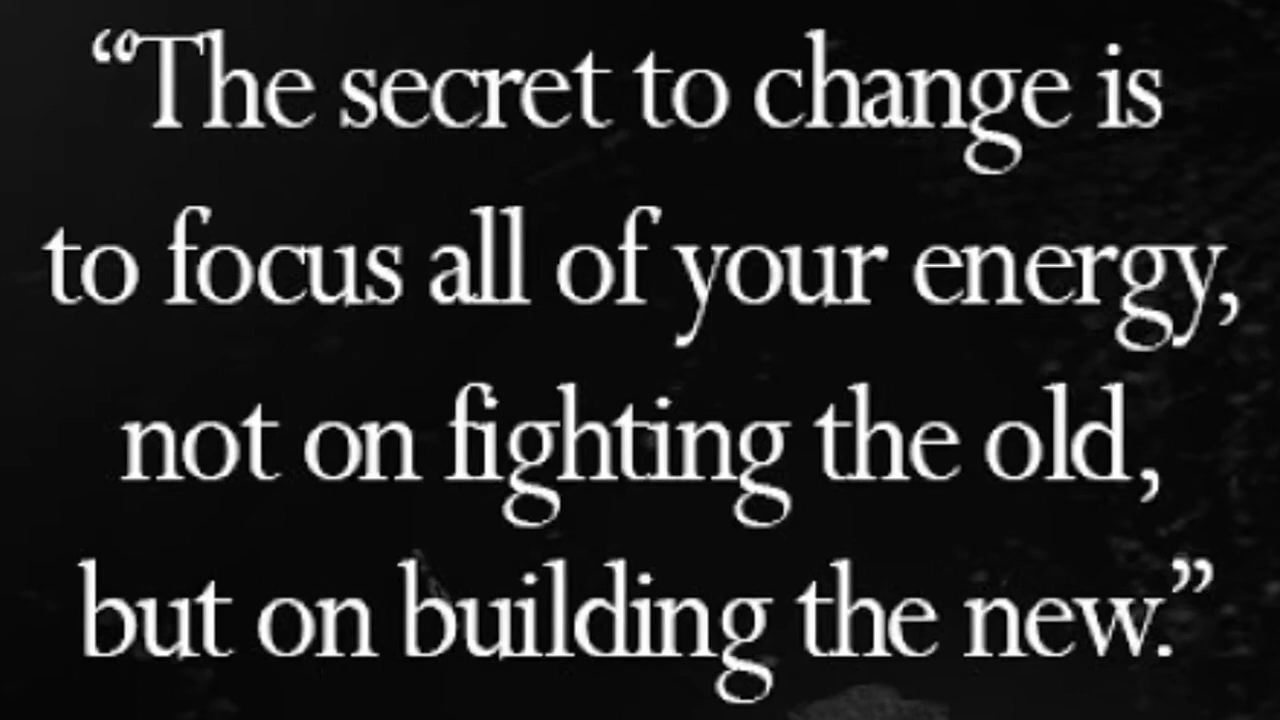 “The secret to change is
to focus all of your energy,
not on fighting the old,
but on building the new.”